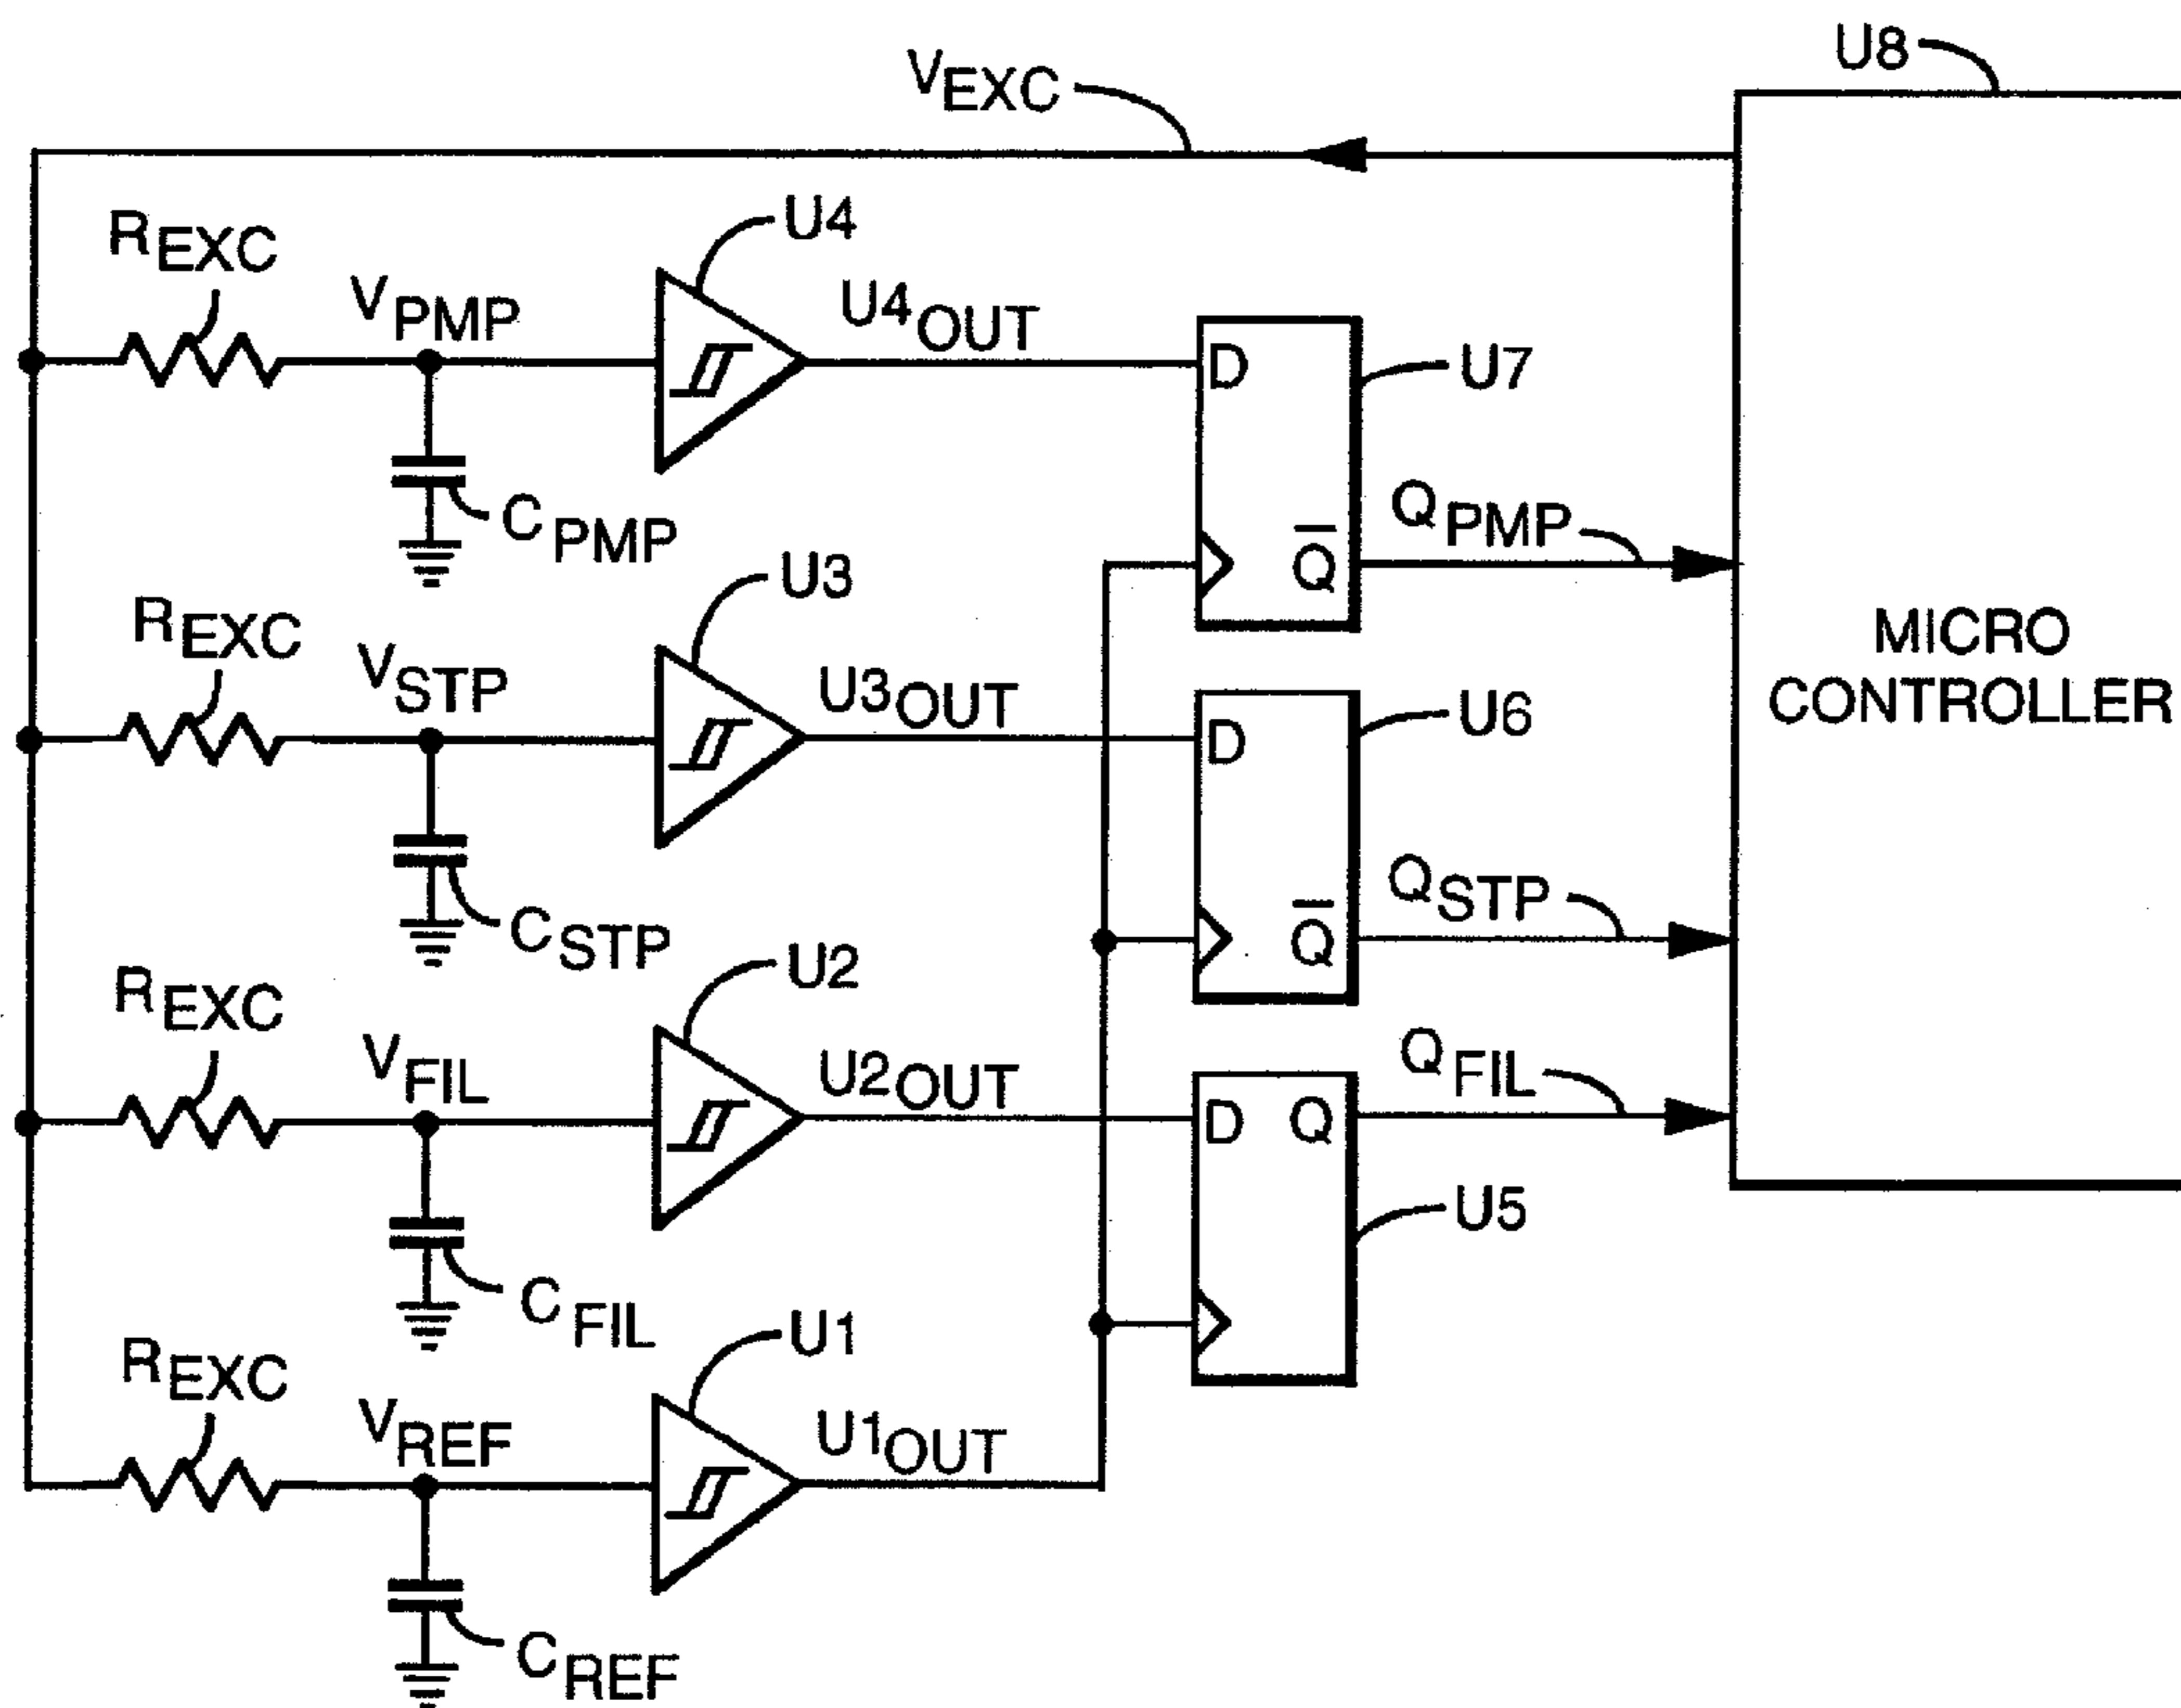 U8
VEXC
REXC
VPMP
U4
U4OUT
D
U7
Q̅
QPMP
CPMP
MICRO
CONTROLLER
REXC
VSTP
U3
U3OUT
D
U6
Q̅
QSTP
CSTP
REXC
VFIL
U2
U2OUT
D Q
QFIL
U5
CFIL
REXC
VREF
U1
U1OUT
CREF